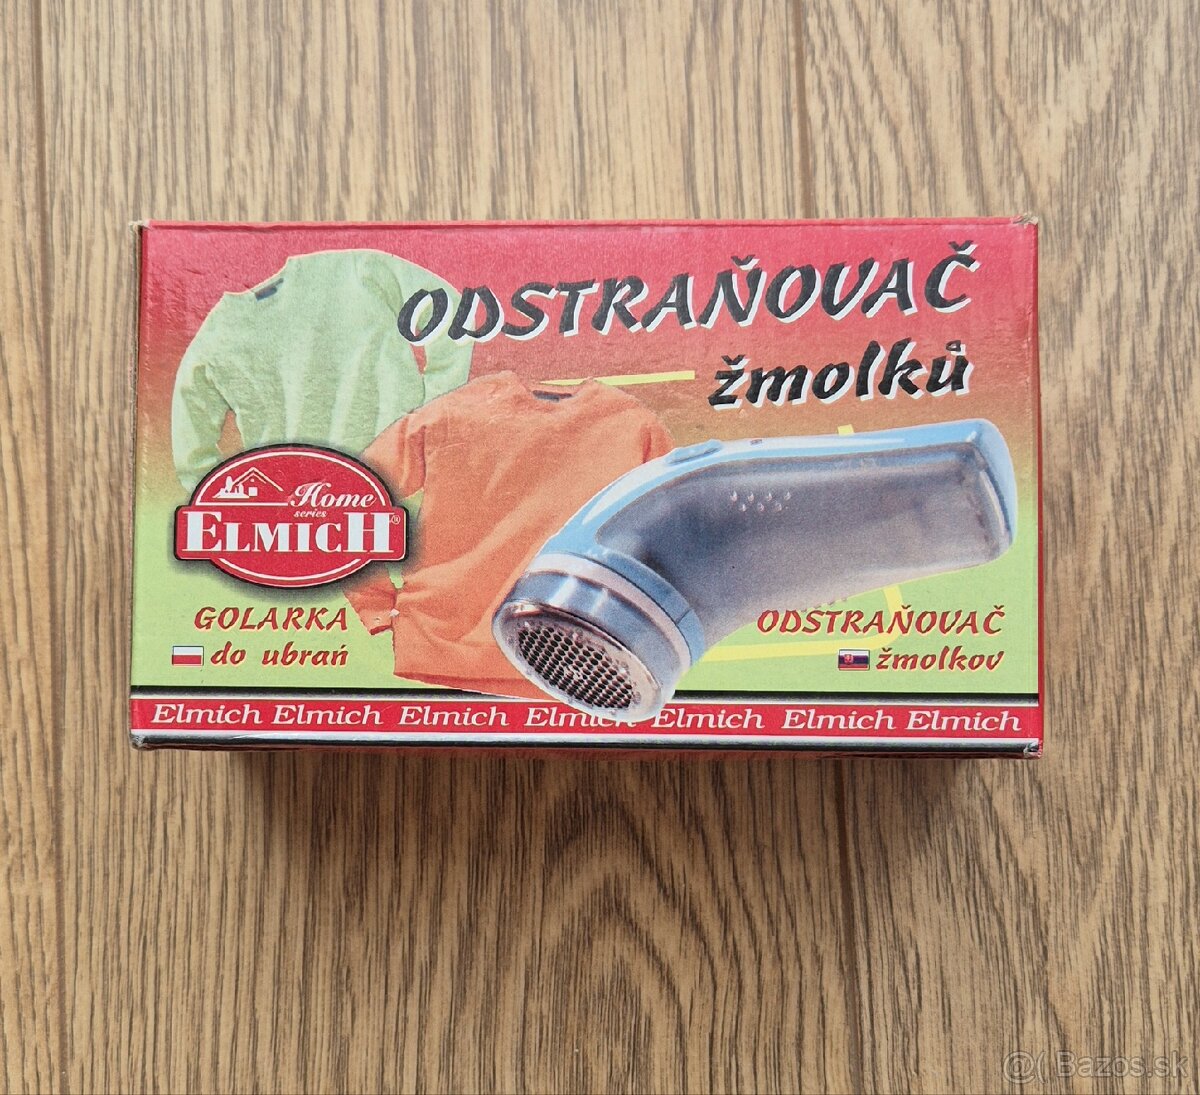 ODSTRAŇOVAČ
žmolků
Home
series
ELMICH®
GOLARKA
do ubrań
ODSTRAŇOVAČ
žmolkov
Elmich Elmich Elmich Elmich Elmich Elmich Elmich
@( Bazos.sk